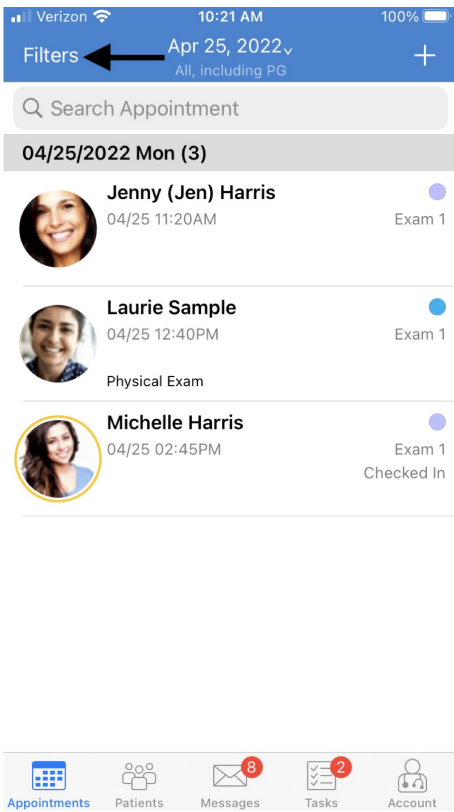 Verizon 10:21 AM 100%
Filters Apr 25, 2022
All, including PG
Search Appointment
04/25/2022 Mon (3)
Jenny (Jen) Harris
04/25 11:20AM Exam 1
Laurie Sample
04/25 12:40PM Exam 1
Physical Exam
Michelle Harris
04/25 02:45PM Exam 1
Checked In
8 2
Appointments Patients Messages Tasks Account